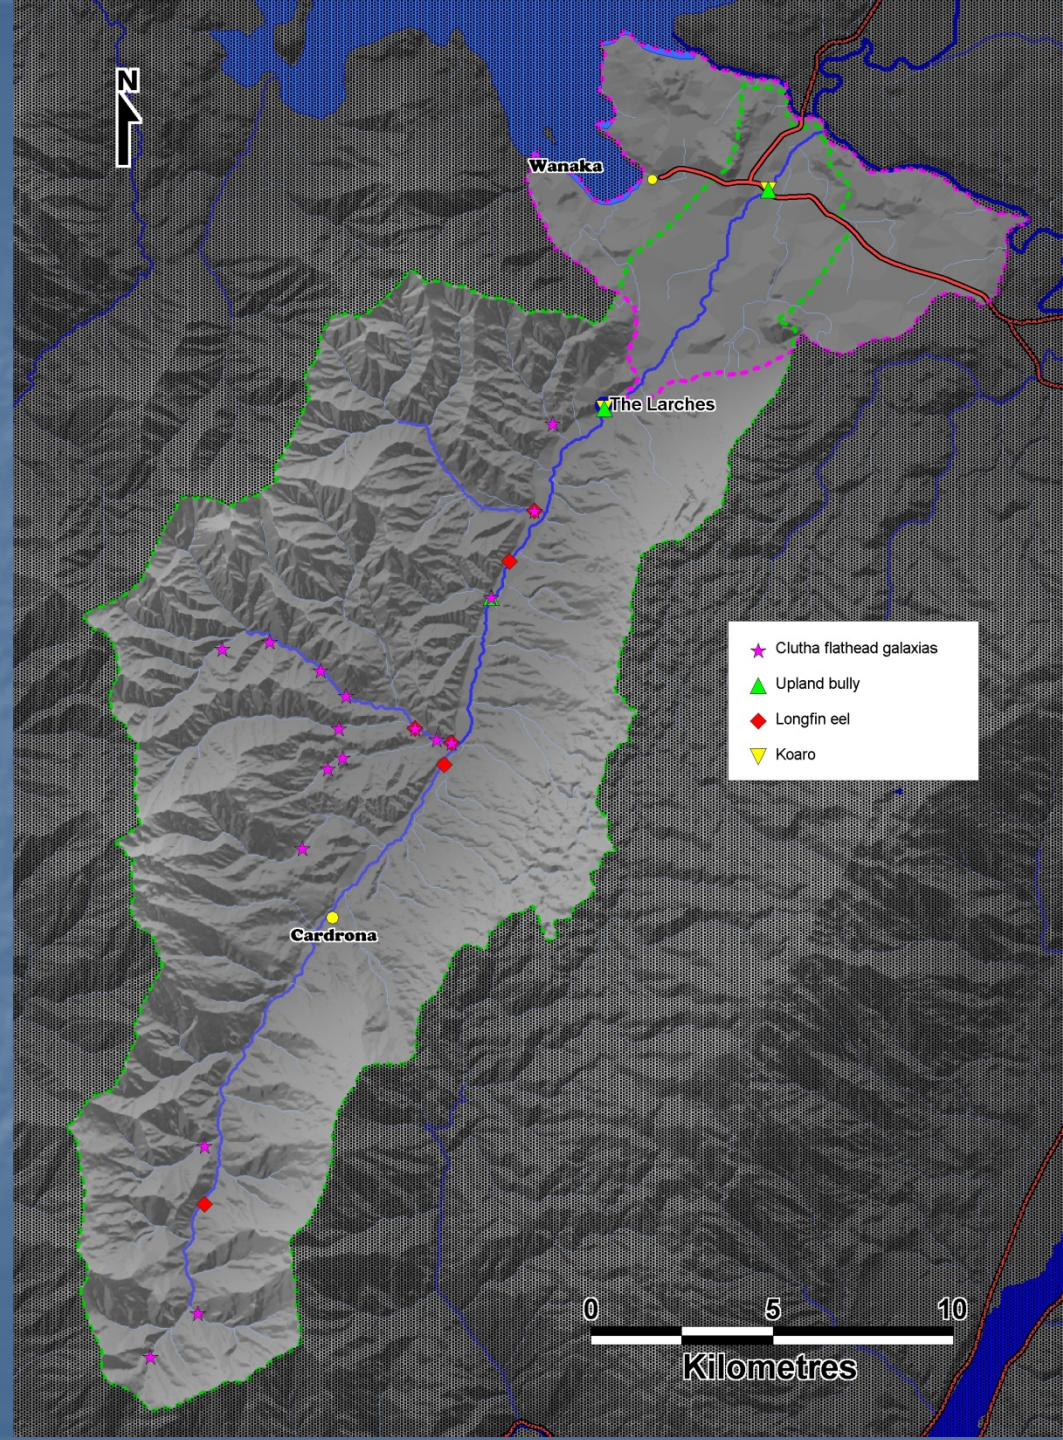 N
Wanaka
The Larches
Clutha flathead galaxias
Upland bully
Longfin eel
Koaro
Cardrona
0 5 10
Kilometres